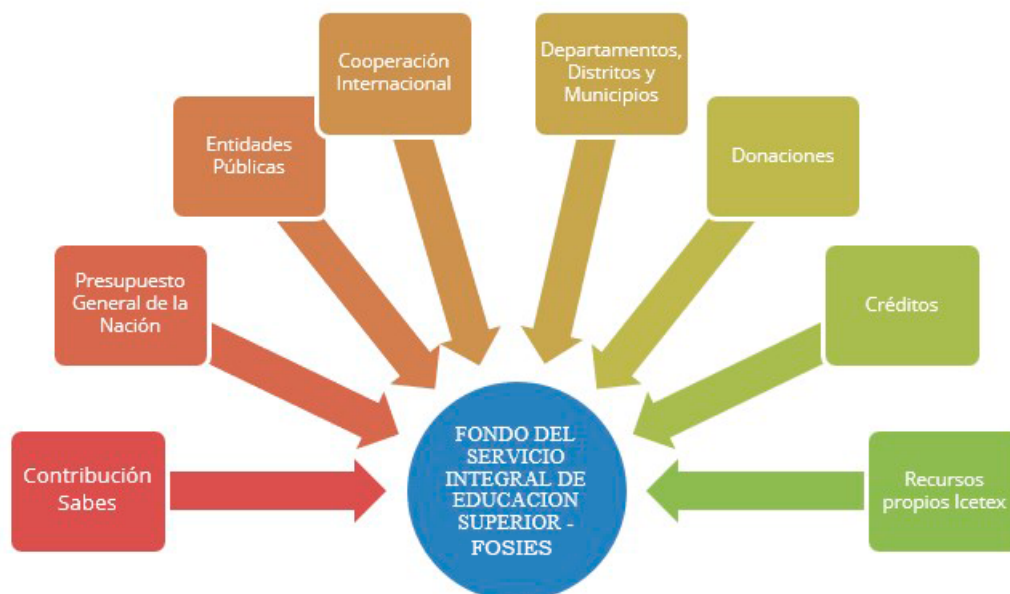 Cooperación
Internacional
Departamentos,
Distritos y
Municipios
Entidades
Públicas
Donaciones
Presupuesto
General de la
Nación
Créditos
Contribución
Sabes
FONDO DEL
SERVICIO
INTEGRAL DE
EDUCACION
SUPERIOR -
FOSIES
Recursos
propios Icetex